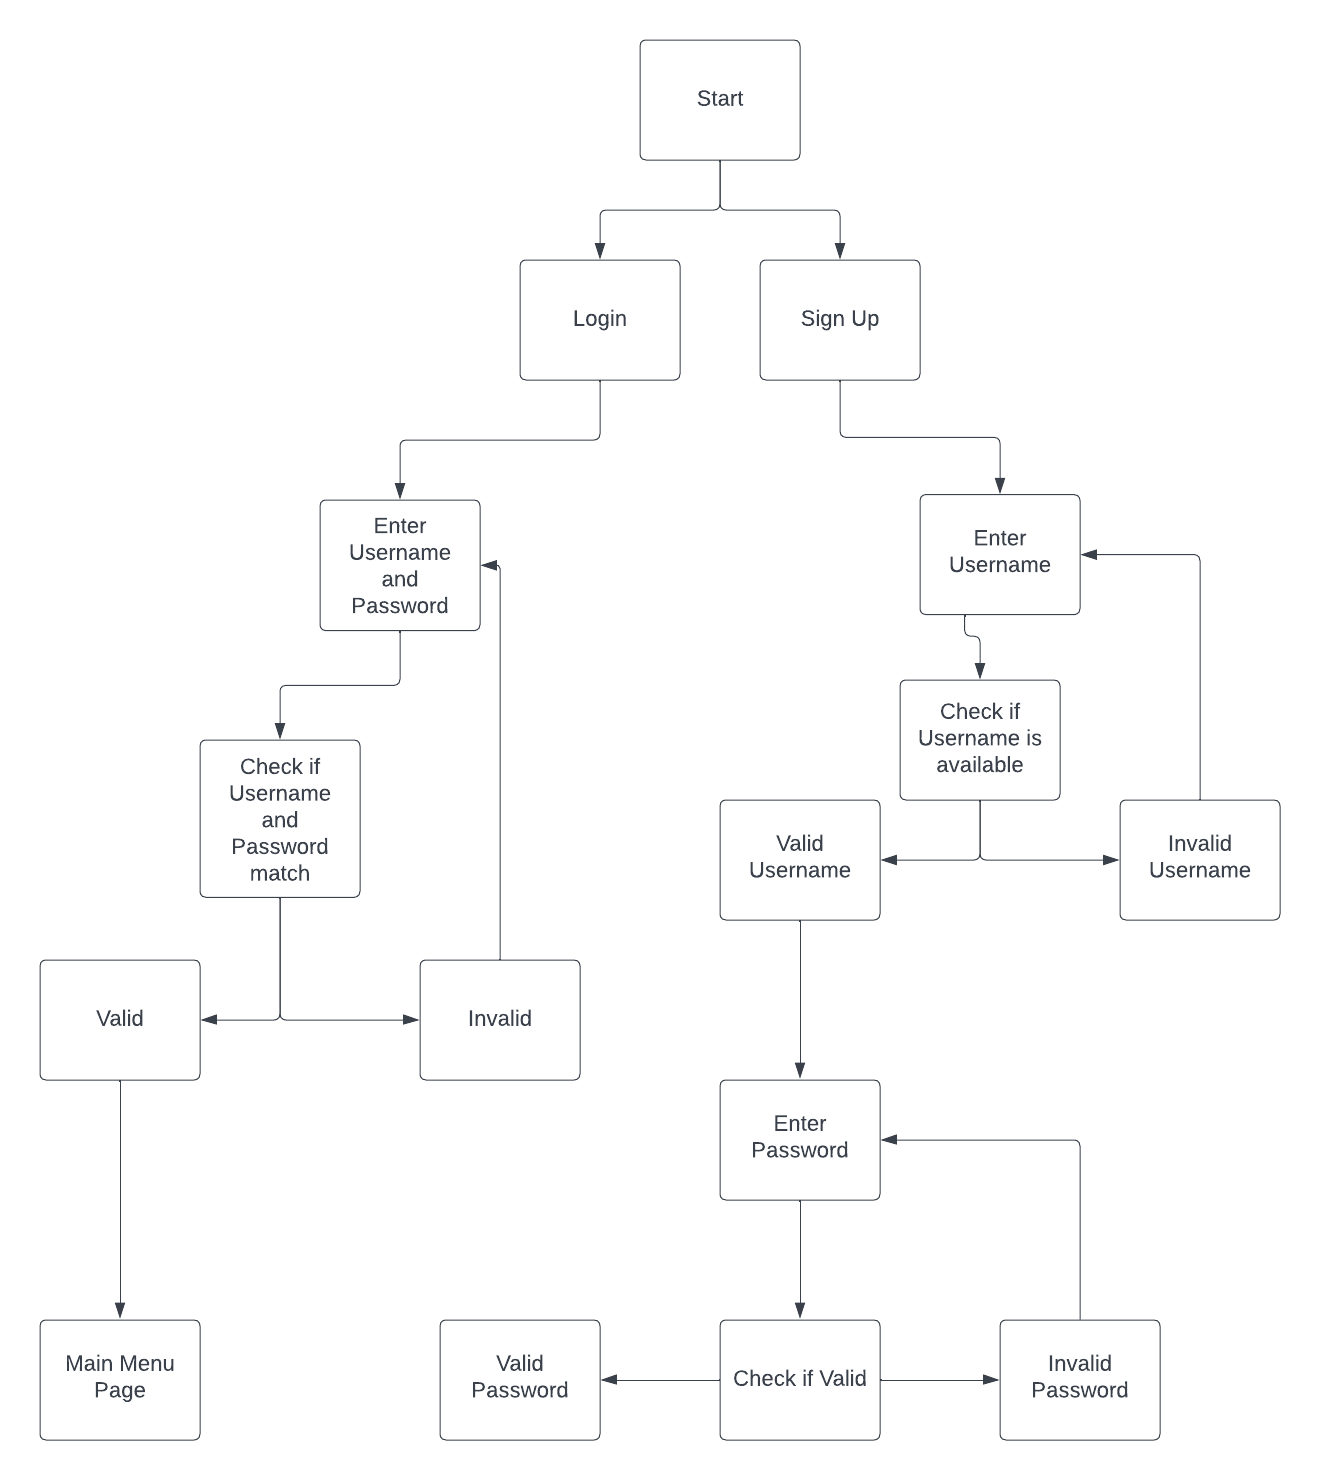 Start
Login
Sign Up
Enter
Username
and
Password
Enter
Username
Check if
Username is
available
Check if
Username
and
Password
match
Valid
Username
Invalid
Username
Valid
Invalid
Enter
Password
Main Menu
Page
Valid
Password
Check if Valid
Invalid
Password